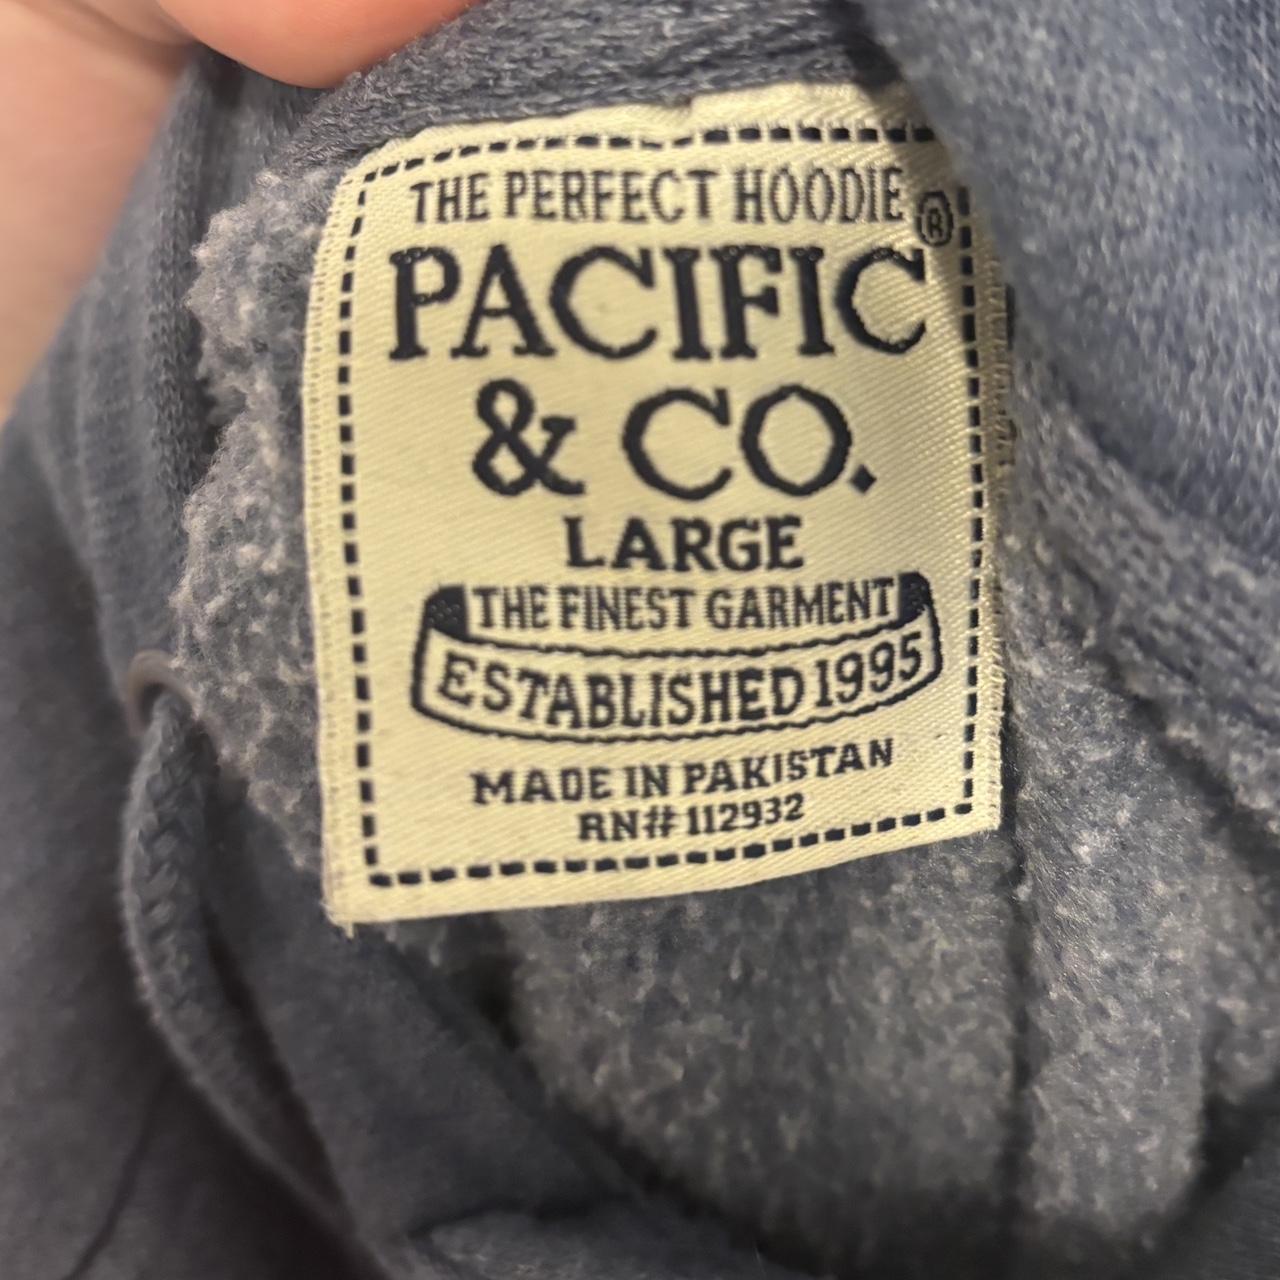 THE PERFECT HOODIE
PACIFIC®
& CO.
LARGE
THE FINEST GARMENT
ESTABLISHED 1995
MADE IN PAKISTAN
RN# 112932